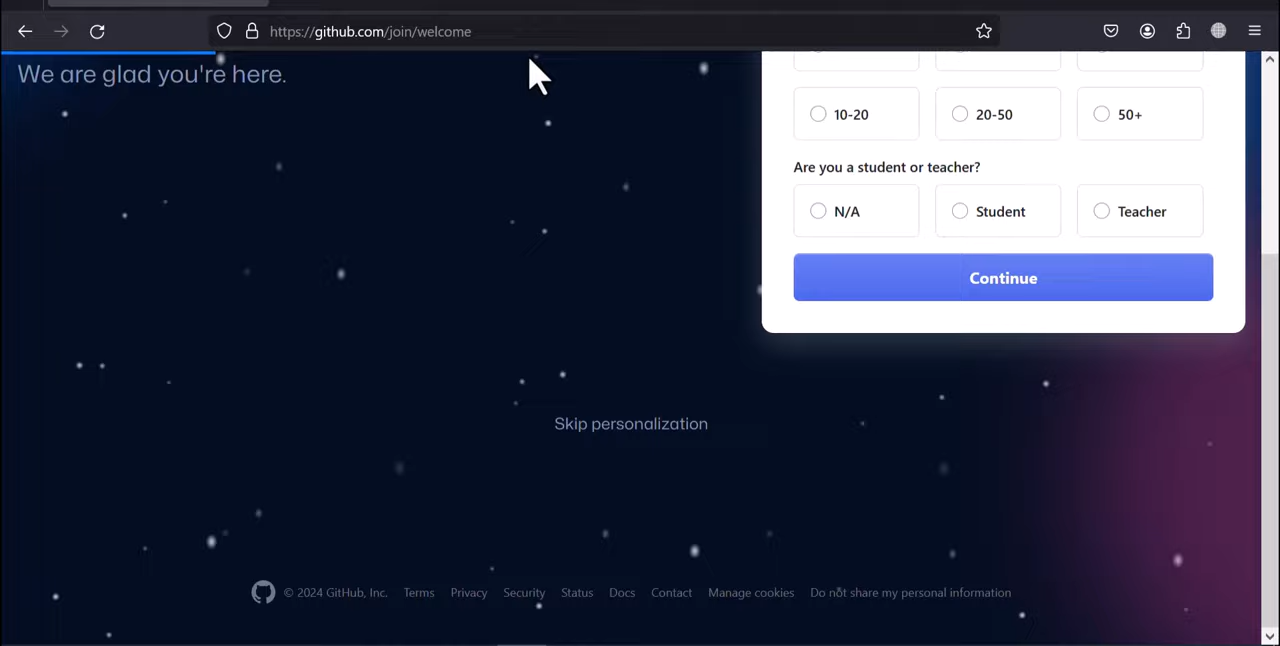 https://github.com/join/welcome
We are glad you're here.
10-20
20-50
50+
Are you a student or teacher?
N/A
Student
Teacher
Continue
Skip personalization
© 2024 GitHub, Inc. Terms Privacy Security Status Docs Contact Manage cookies Do not share my personal information